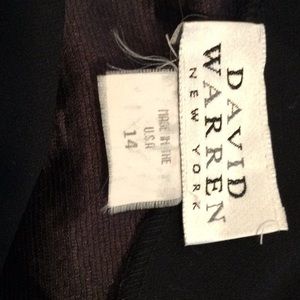 DAVID
WARREN
NEW YORK
MADE IN THE
U.S.A
14